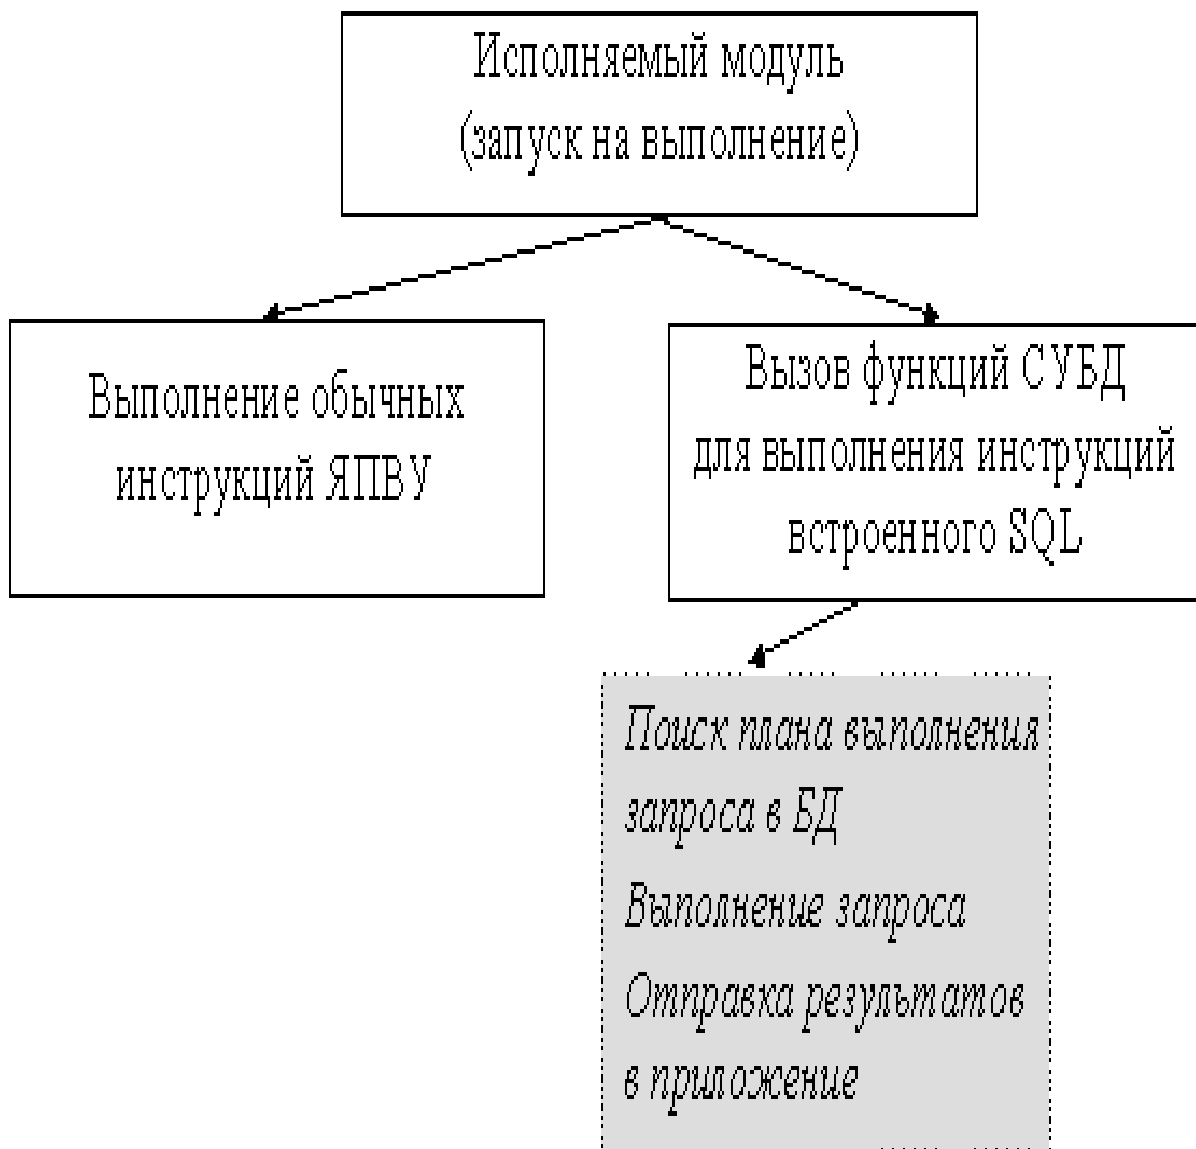 Исполняемый модуль
(запуск на выполнение)
Выполнение обычных
инструкций ЯПВУ
Вызов функций СУБД
для выполнения инструкций
встроенного SQL
Поиск плана выполнения
запроса в БД
Выполнение запроса
Отправка результатов
в приложение